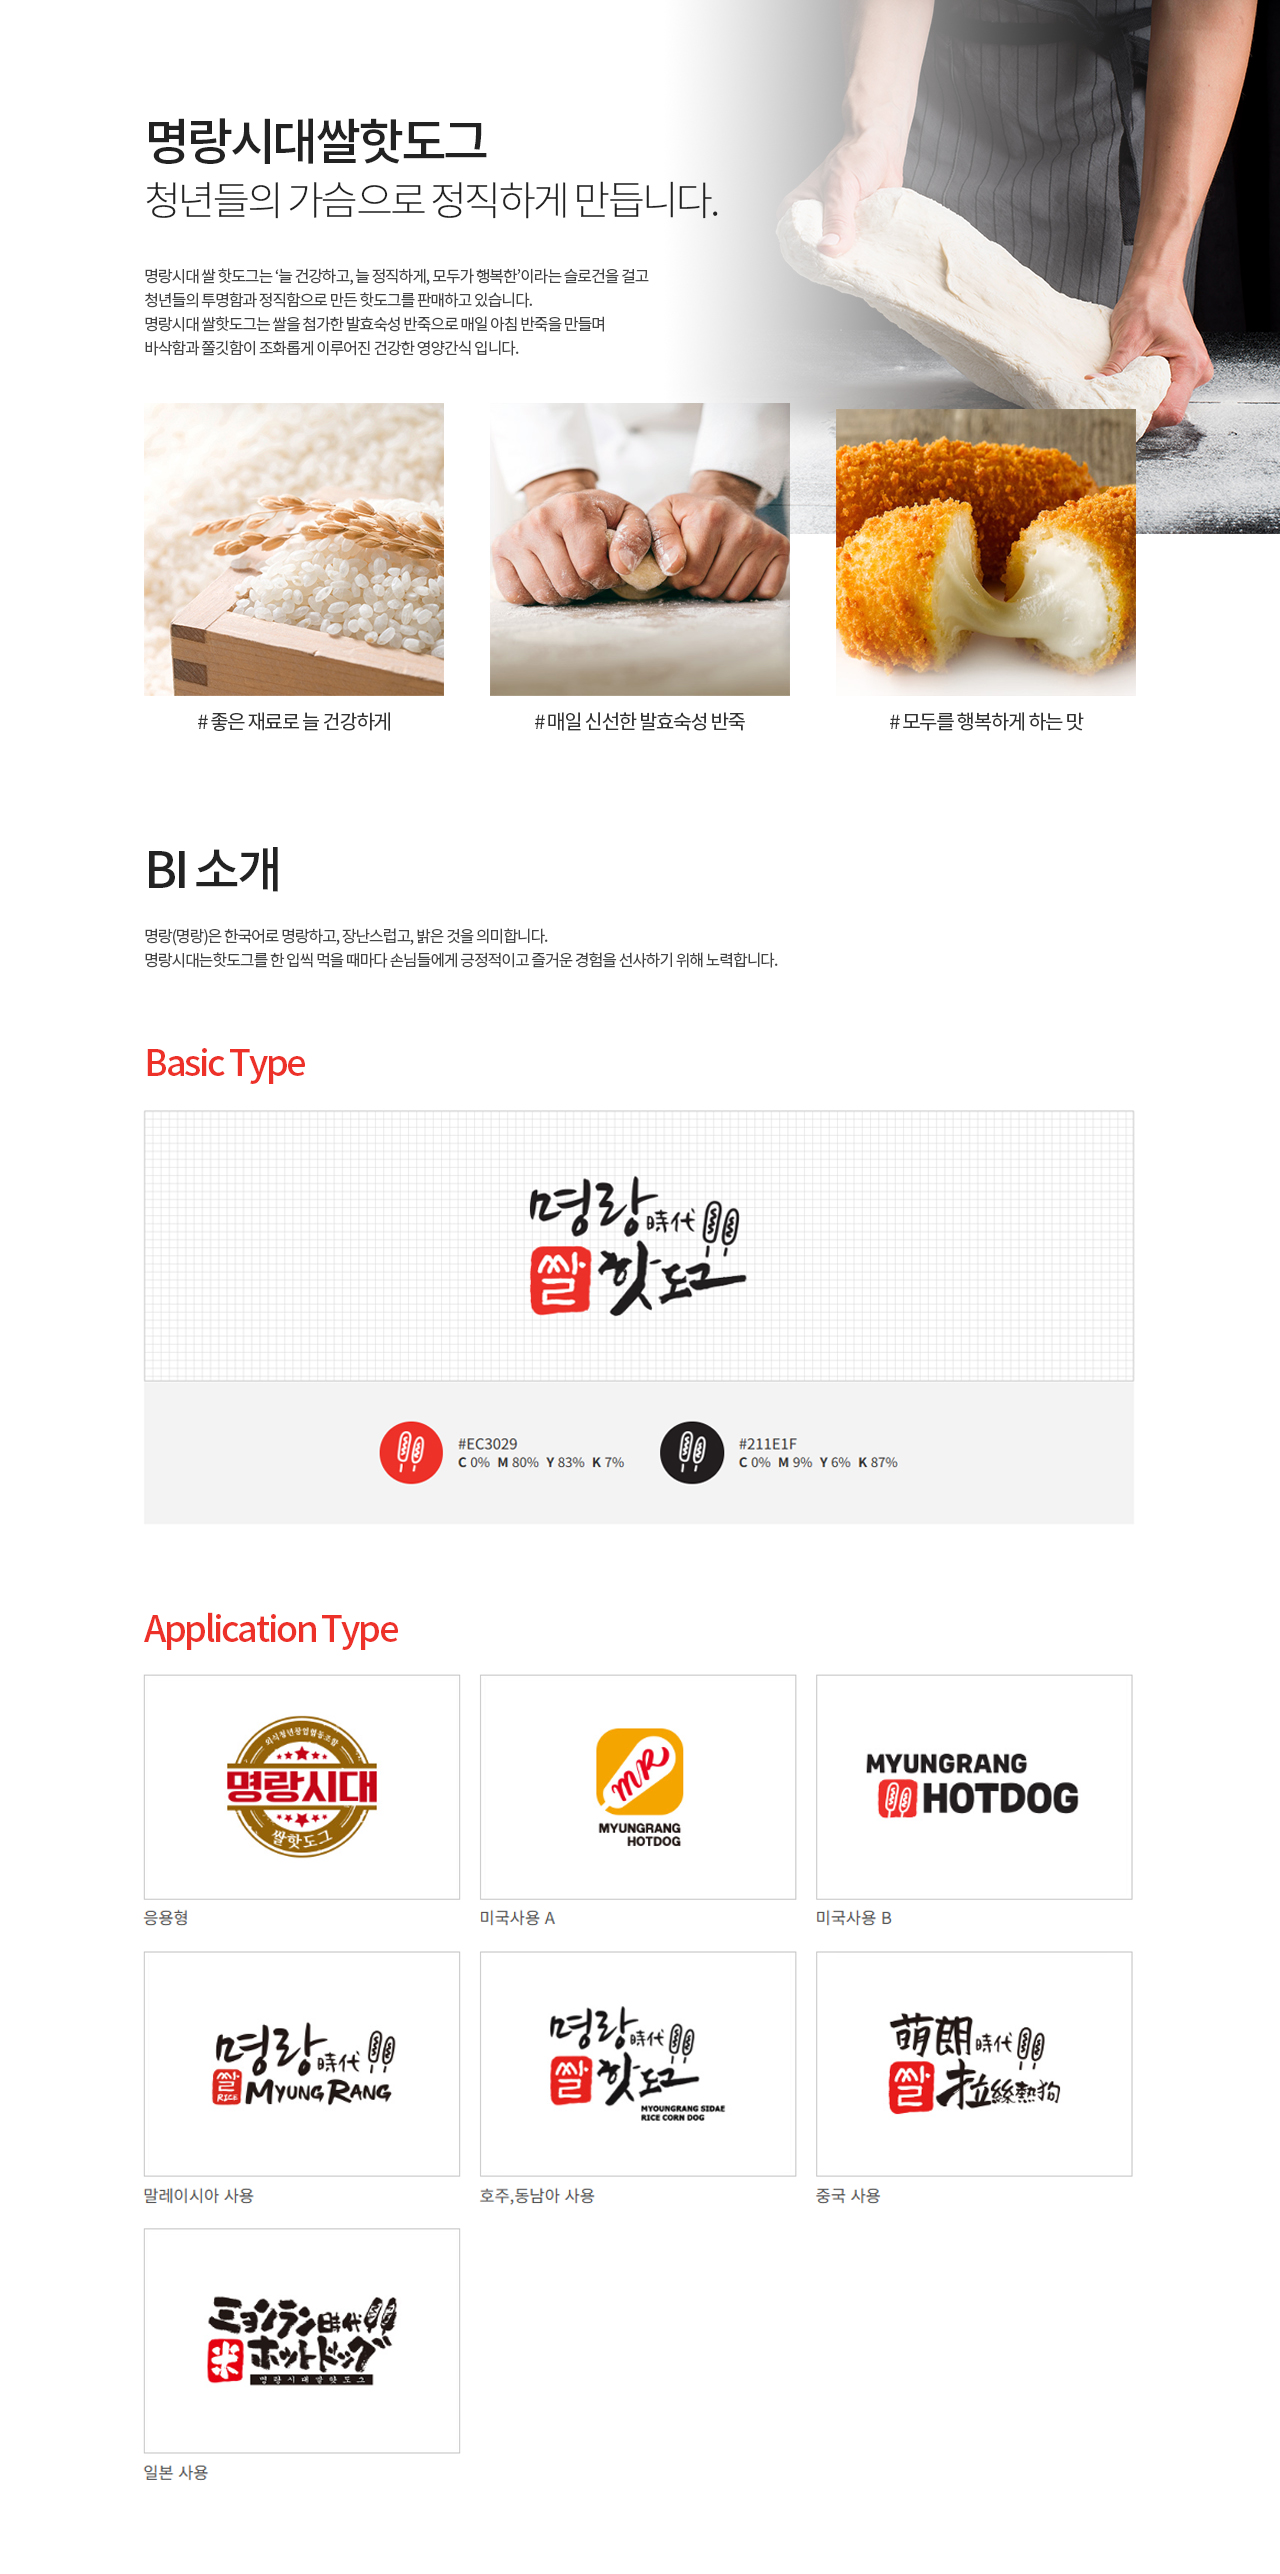 명랑시대쌀핫도그
청년들의 가슴으로 정직하게 만듭니다.
명랑시대 쌀 핫도그는 ‘늘 건강하고, 늘 정직하게, 모두가 행복한’이라는 슬로건을 걸고
청년들의 투명함과 정직함으로 만든 핫도그를 판매하고 있습니다.
명랑시대 쌀핫도그는 쌀을 첨가한 발효숙성 반죽으로 매일 아침 반죽을 만들며
바삭함과 쫄깃함이 조화롭게 이루어진 건강한 영양간식 입니다.
# 좋은 재료로 늘 건강하게
# 매일 신선한 발효숙성 반죽
# 모두를 행복하게 하는 맛
BI 소개
명랑(명랑)은 한국어로 명랑하고, 장난스럽고, 밝은 것을 의미합니다.
명랑시대는핫도그를 한 입씩 먹을 때마다 손님들에게 긍정적이고 즐거운 경험을 선사하기 위해 노력합니다.
Basic Type
명랑時代
쌀 핫도그
#EC3029
C 0% M 80% Y 83% K 7%
#211E1F
C 0% M 9% Y 6% K 87%
Application Type
외식청년창업협동조합
명랑시대
쌀핫도그
응용형
MR
MYUNGRANG
HOTDOG
미국사용 A
MYUNGRANG
HOTDOG
미국사용 B
명랑時代
쌀 RICE MYUNG RANG
말레이시아 사용
명랑時代
쌀 핫도그
MYOUNGRANG SIDAE
RICE CORN DOG
호주,동남아 사용
萌朗時代
쌀 拉絲熱狗
중국 사용
ミョンラン時代
米 ホットドッグ
명랑시대쌀핫도그
일본 사용